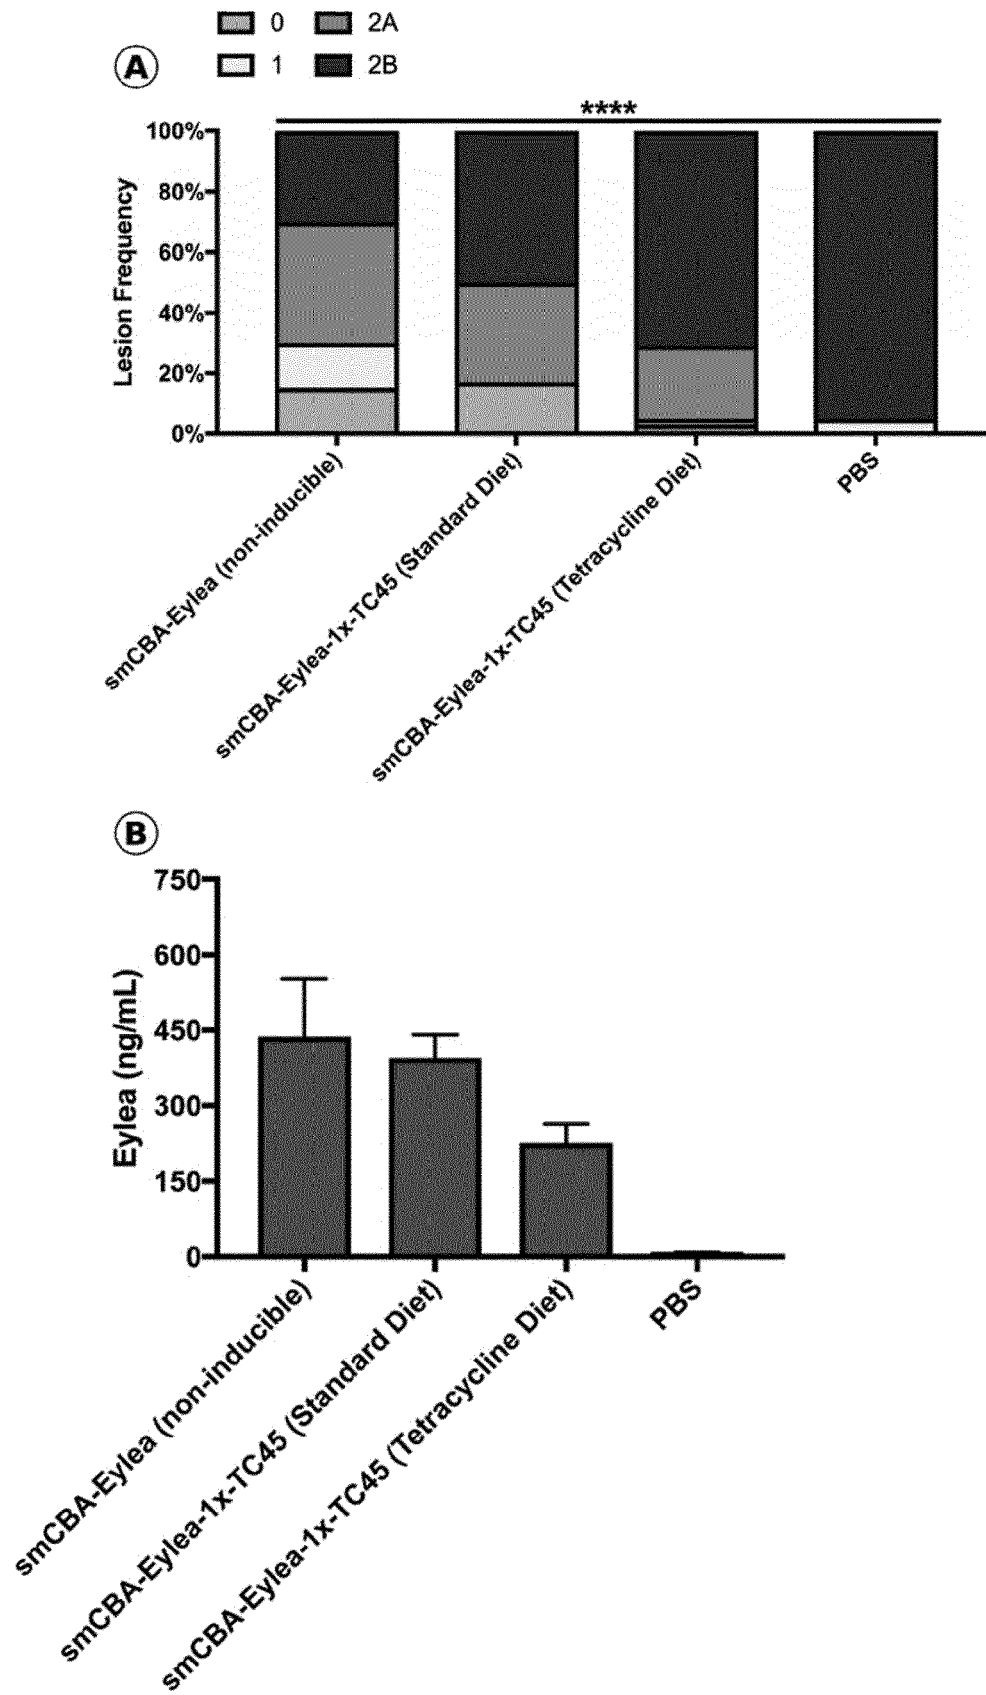 0 2A
1 2B
A
****
100%
80%
60%
40%
20%
0%
Lesion Frequency
smCBA-Eylea (non-inducible)
smCBA-Eylea-1x-TC45 (Standard Diet)
smCBA-Eylea-1x-TC45 (Tetracycline Diet)
PBS
B
750
600
450
300
150
0
Eylea (ng/mL)
smCBA-Eylea (non-inducible)
smCBA-Eylea-1x-TC45 (Standard Diet)
smCBA-Eylea-1x-TC45 (Tetracycline Diet)
PBS